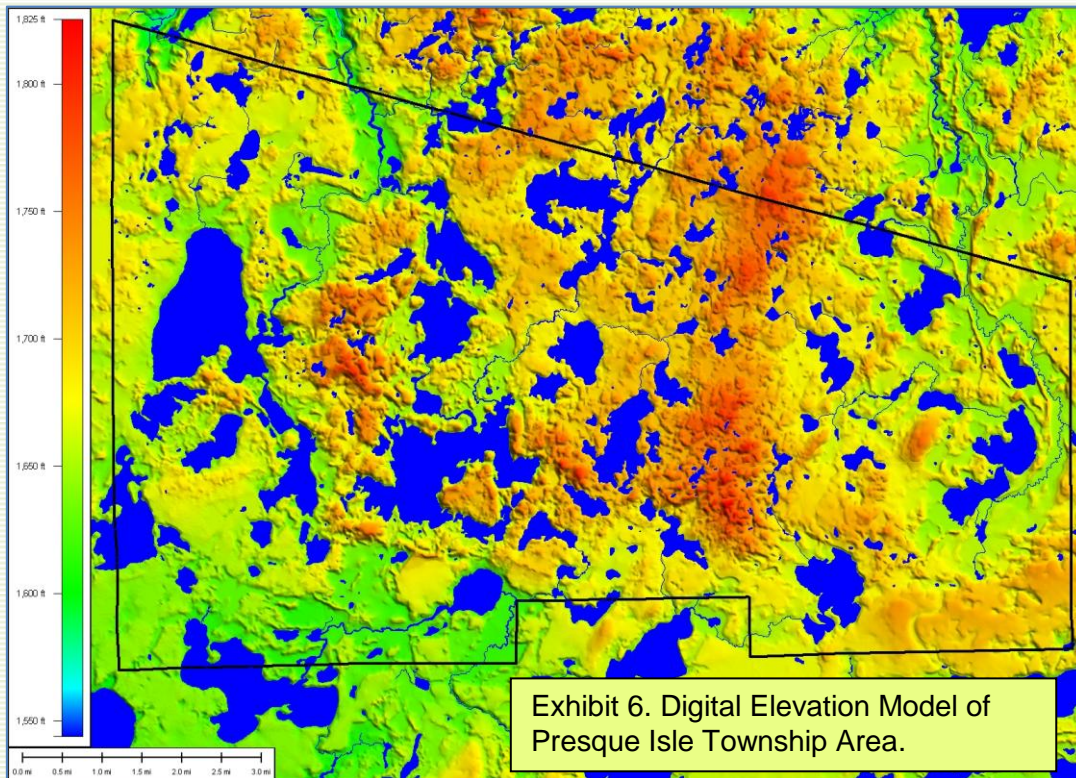 1,825 ft
1,800 ft
1,750 ft
1,700 ft
1,650 ft
1,600 ft
1,550 ft
0.0 mi 0.5 mi 1.0 mi 1.5 mi 2.0 mi 2.5 mi 3.0 mi
Exhibit 6. Digital Elevation Model of
Presque Isle Township Area.